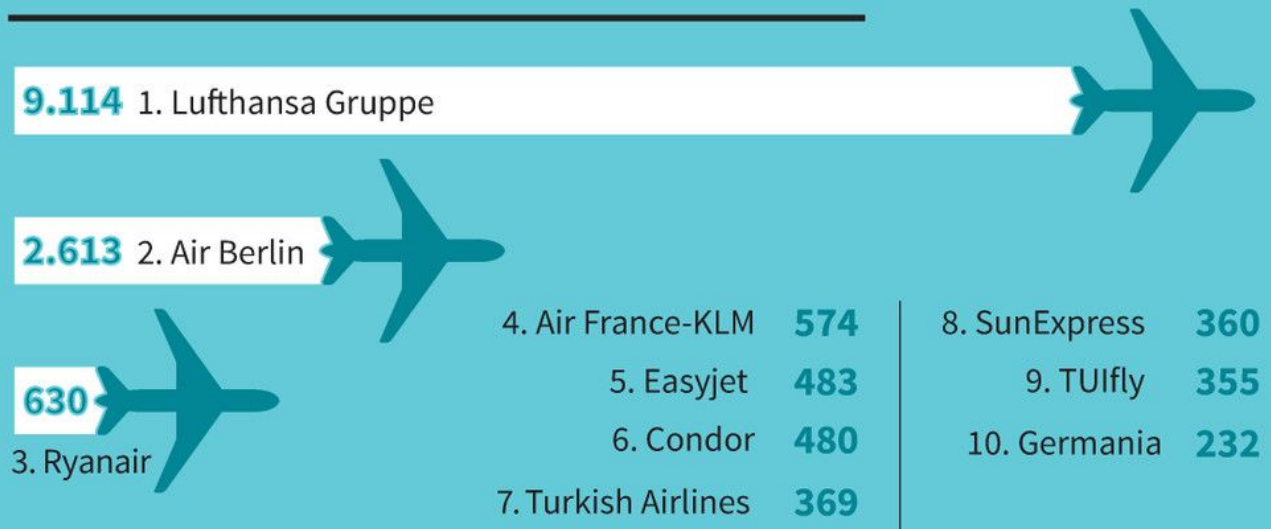 9.114 1. Lufthansa Gruppe
2.613 2. Air Berlin
630
3. Ryanair
4. Air France-KLM 574
5. Easyjet 483
6. Condor 480
7. Turkish Airlines 369
8. SunExpress 360
9. TUIfly 355
10. Germania 232